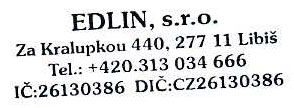 EDLIN, s.r.o.
Za Kralupkou 440, 277 11 Libiš
Tel.: +420.313 034 666
IČ:26130386 DIČ:CZ26130386